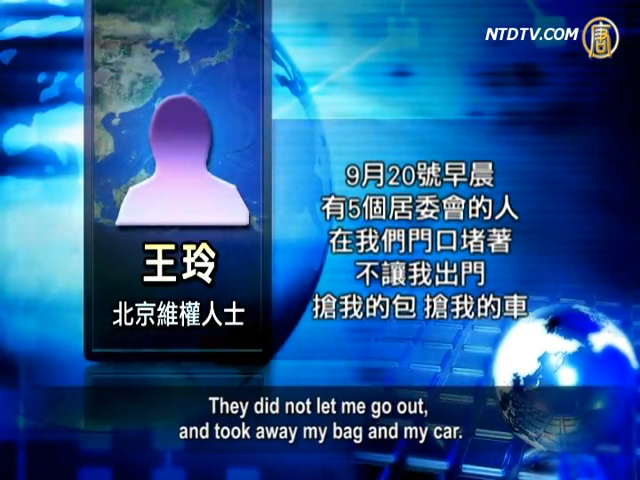 NTDTV.COM
唐
9月20號早晨
有5個居委會的人
在我們門口堵著
不讓我出門
搶我的包 搶我的車
王玲
北京維權人士
They did not let me go out,
and took away my bag and my car.